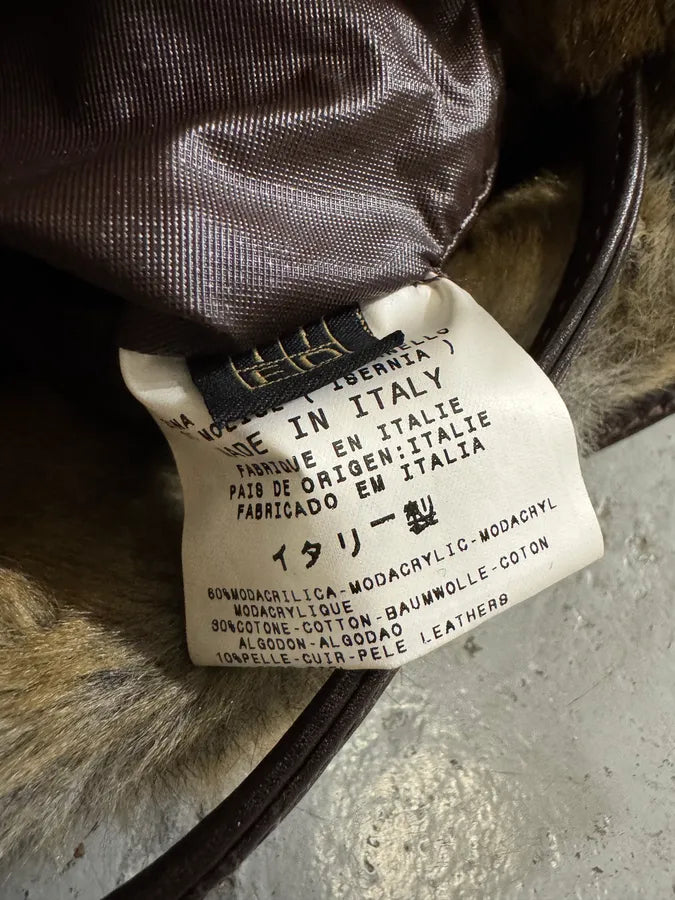 ISERNIA )
MADE IN ITALY
FABRIQUE EN ITALIE
PAIS DE ORIGEN:ITALIE
FABRICADO EM ITALIA
イタリー製
60%MODACRILICA-MODACRYLIC-MODACRYL
MODACRYLIQUE
30%COTONE-COTTON-BAUMWOLLE-COTON
ALGODON-ALGODAO
10%PELLE-CUIR-PELE LEATHERS